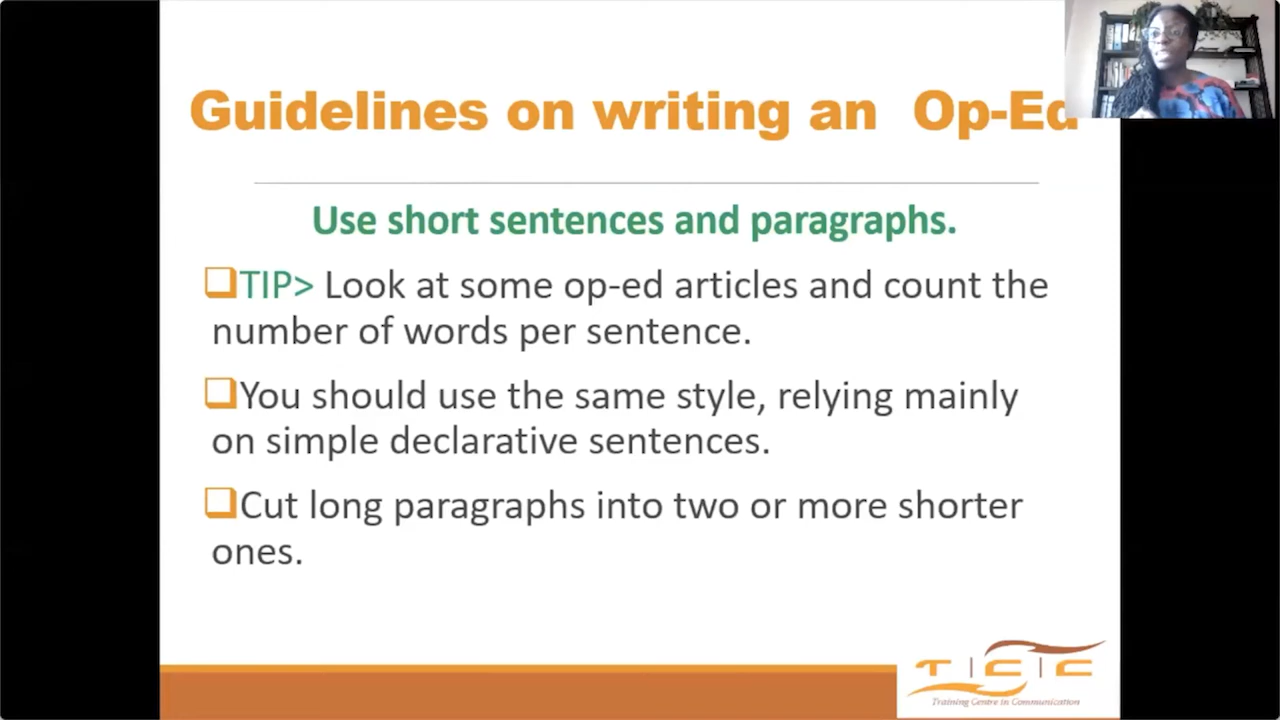 Guidelines on writing an Op-Ed
Use short sentences and paragraphs.
TIP> Look at some op-ed articles and count the
number of words per sentence.
You should use the same style, relying mainly
on simple declarative sentences.
Cut long paragraphs into two or more shorter
ones.
T|C|C
Training Centre in Communication